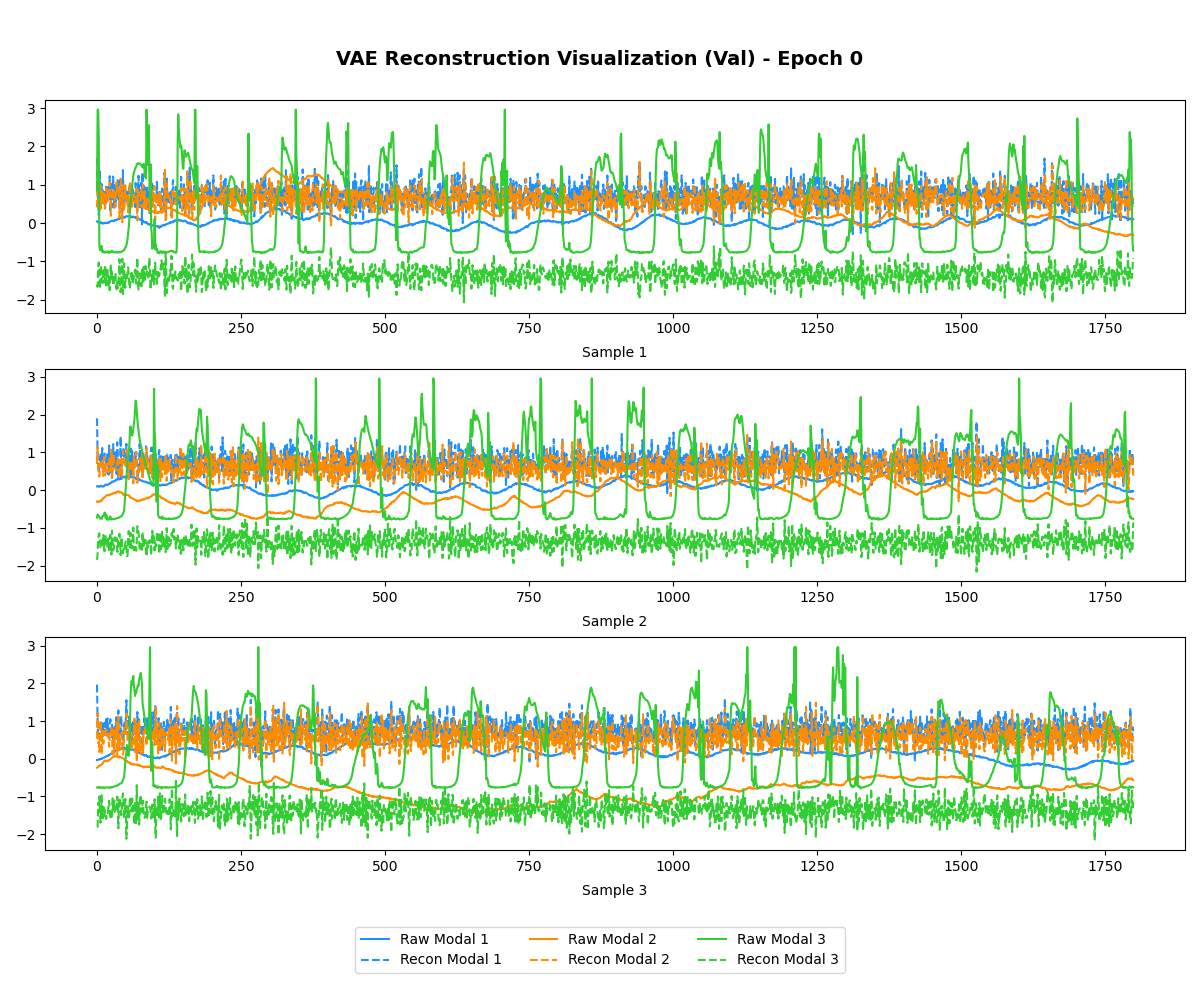 VAE Reconstruction Visualization (Val) - Epoch 0
3
2
1
0
−1
−2
0 250 500 750 1000 1250 1500 1750
Sample 1
3
2
1
0
−1
−2
0 250 500 750 1000 1250 1500 1750
Sample 2
3
2
1
0
−1
−2
0 250 500 750 1000 1250 1500 1750
Sample 3
Raw Modal 1 Raw Modal 2 Raw Modal 3
Recon Modal 1 Recon Modal 2 Recon Modal 3